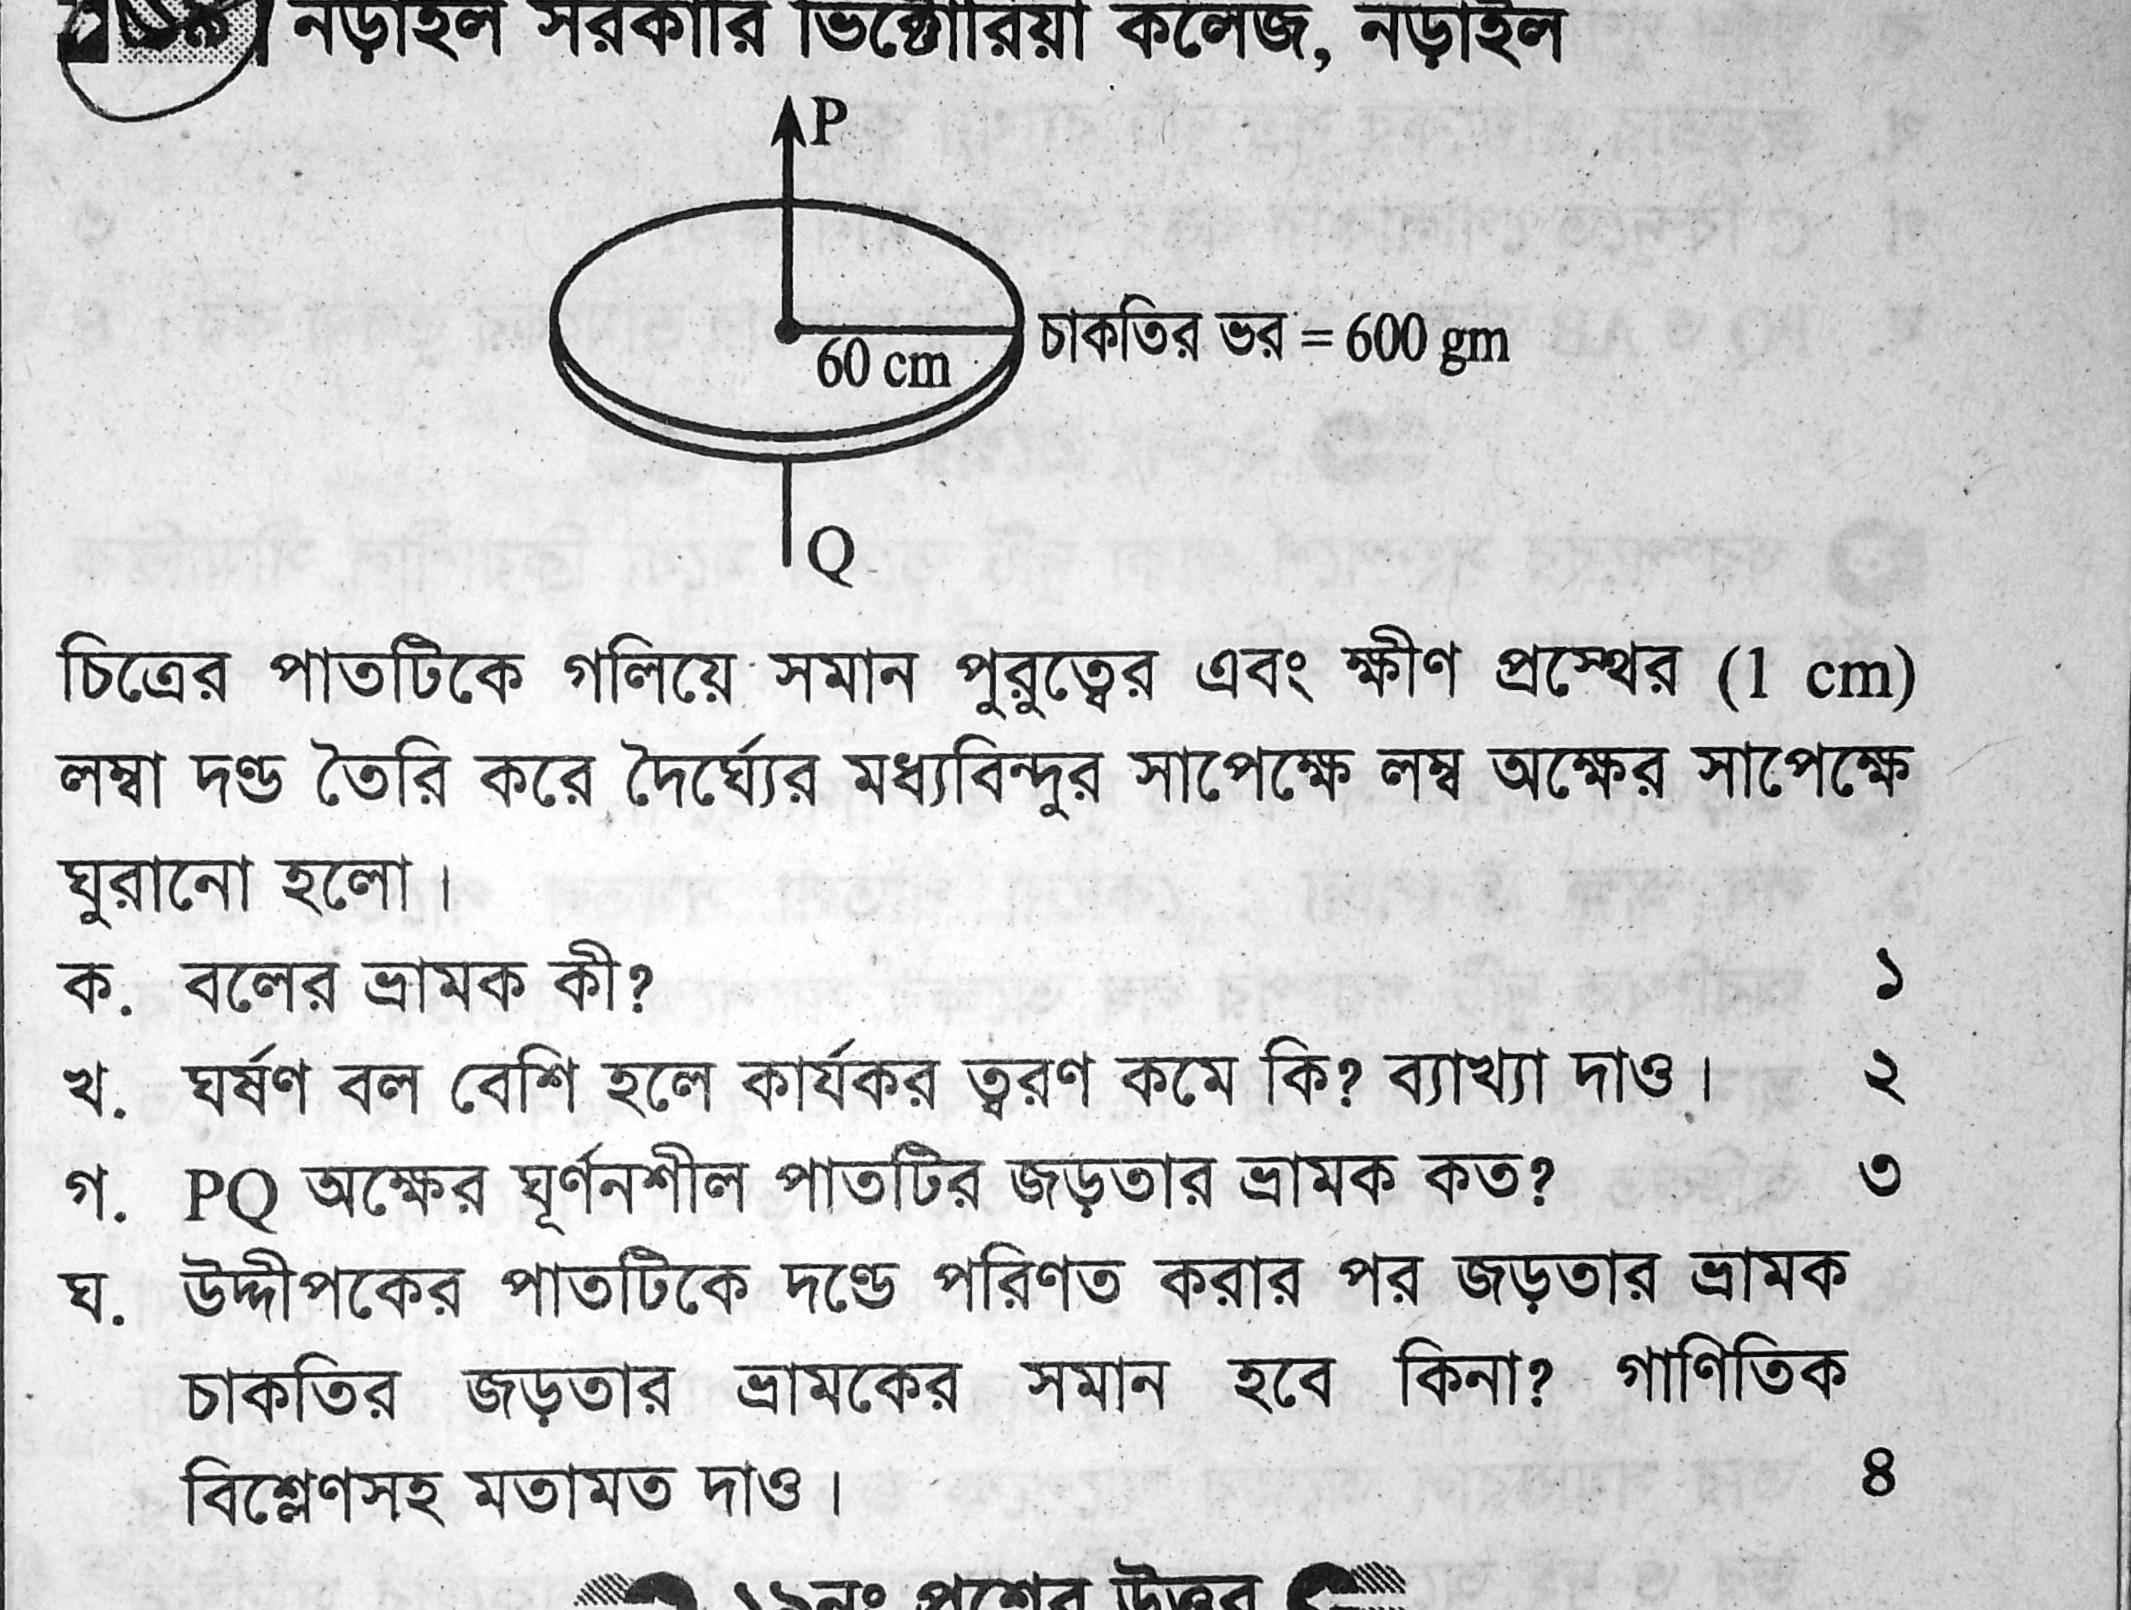 নড়াইল সরকারি ভিক্টোরিয়া কলেজ, নড়াইল
P
60 cm
চাকতির ভর = 600 gm
Q
চিত্রের পাতটিকে গলিয়ে সমান পুরুত্বের এবং ক্ষীণ প্রস্থের (1 cm)
লম্বা দণ্ড তৈরি করে দৈর্ঘ্যের মধ্যবিন্দুর সাপেক্ষে লম্ব অক্ষের সাপেক্ষে
ঘুরানো হলো।
ক. বলের ভ্রামক কী? ১
খ. ঘর্ষণ বল বেশি হলে কার্যকর ত্বরণ কমে কি? ব্যাখ্যা দাও। ২
গ. PQ অক্ষের ঘূর্ণনশীল পাতটির জড়তার ভ্রামক কত? ৩
ঘ. উদ্দীপকের পাতটিকে দণ্ডে পরিণত করার পর জড়তার ভ্রামক
চাকতির জড়তার ভ্রামকের সমান হবে কিনা? গাণিতিক
বিশ্লেণসহ মতামত দাও। ৪
প্রশ্নের উত্তর